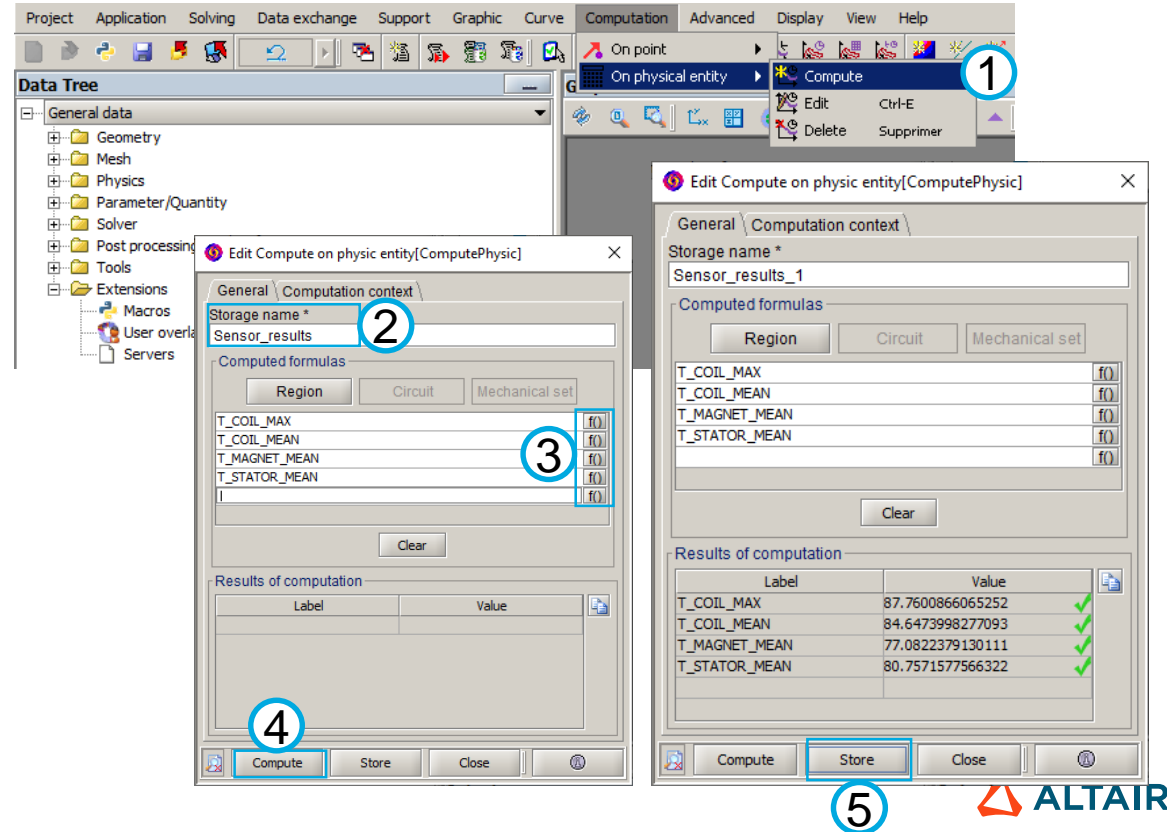 Project Application Solving Data exchange Support Graphic Curve Computation Advanced Display View Help
On point
On physical entity
Compute
1
Edit Ctrl-E
Delete Supprimer
Data Tree
G
General data
Geometry
Mesh
Physics
Parameter/Quantity
Solver
Post processing
Tools
Extensions
Macros
User overla
Servers
Edit Compute on physic entity[ComputePhysic]
General Computation context
Storage name *
2
Sensor_results
Computed formulas
Region Circuit Mechanical set
T_COIL_MAX f()
T_COIL_MEAN f()
T_MAGNET_MEAN f()
T_STATOR_MEAN f()
f()
3
Clear
Results of computation
Label Value
4
Compute Store Close
Edit Compute on physic entity[ComputePhysic]
General Computation context
Storage name *
Sensor_results_1
Computed formulas
Region Circuit Mechanical set
T_COIL_MAX f()
T_COIL_MEAN f()
T_MAGNET_MEAN f()
T_STATOR_MEAN f()
f()
Clear
Results of computation
Label Value
T_COIL_MAX 87.7600866065252
T_COIL_MEAN 84.6473998277093
T_MAGNET_MEAN 77.0822379130111
T_STATOR_MEAN 80.7571577566322
Compute Store Close
5
ALTAIR